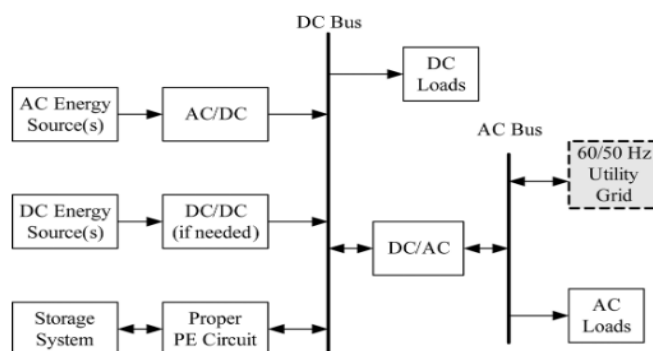 DC Bus
DC
Loads
AC Energy
Source(s)
AC/DC
AC Bus
60/50 Hz
Utility
Grid
DC Energy
Source(s)
DC/DC
(if needed)
DC/AC
Storage
System
Proper
PE Circuit
AC
Loads